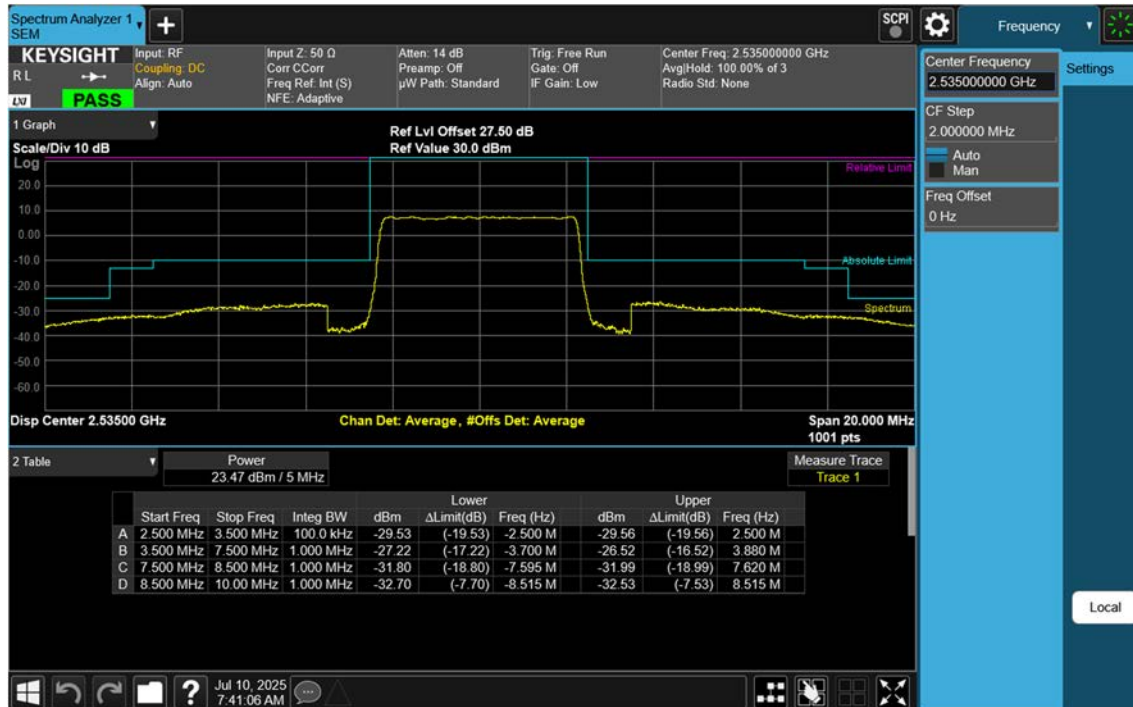 Spectrum Analyzer 1
SEM
SCPI
Frequency
KEYSIGHT
R L
LXI
PASS
Input: RF
Coupling: DC
Align: Auto
Input Z: 50 Ω
Corr CCorr
Freq Ref: Int (S)
NFE: Adaptive
Atten: 14 dB
Preamp: Off
µW Path: Standard
Trig: Free Run
Gate: Off
IF Gain: Low
Center Freq: 2.535000000 GHz
Avg|Hold: 100.00% of 3
Radio Std: None
Center Frequency
2.535000000 GHz
Settings
CF Step
2.000000 MHz
Auto
Man
Freq Offset
0 Hz
1 Graph
Scale/Div 10 dB
Ref Lvl Offset 27.50 dB
Ref Value 30.0 dBm
Log
20.0
10.0
0.00
-10.0
-20.0
-30.0
-40.0
-50.0
-60.0
Relative Limit
Absolute Limit
Spectrum
Disp Center 2.53500 GHz
Chan Det: Average, #Offs Det: Average
Span 20.000 MHz
1001 pts
2 Table
Power
23.47 dBm / 5 MHz
Measure Trace
Trace 1
Lower Upper
Start Freq Stop Freq Integ BW dBm ΔLimit(dB) Freq (Hz) dBm ΔLimit(dB) Freq (Hz)
A 2.500 MHz 3.500 MHz 100.0 kHz -29.53 (-19.53) -2.500 M -29.56 (-19.56) 2.500 M
B 3.500 MHz 7.500 MHz 1.000 MHz -27.22 (-17.22) -3.700 M -26.52 (-16.52) 3.880 M
C 7.500 MHz 8.500 MHz 1.000 MHz -31.80 (-18.80) -7.595 M -31.99 (-18.99) 7.620 M
D 8.500 MHz 10.00 MHz 1.000 MHz -32.70 (-7.70) -8.515 M -32.53 (-7.53) 8.515 M
Local
?
Jul 10, 2025
7:41:06 AM